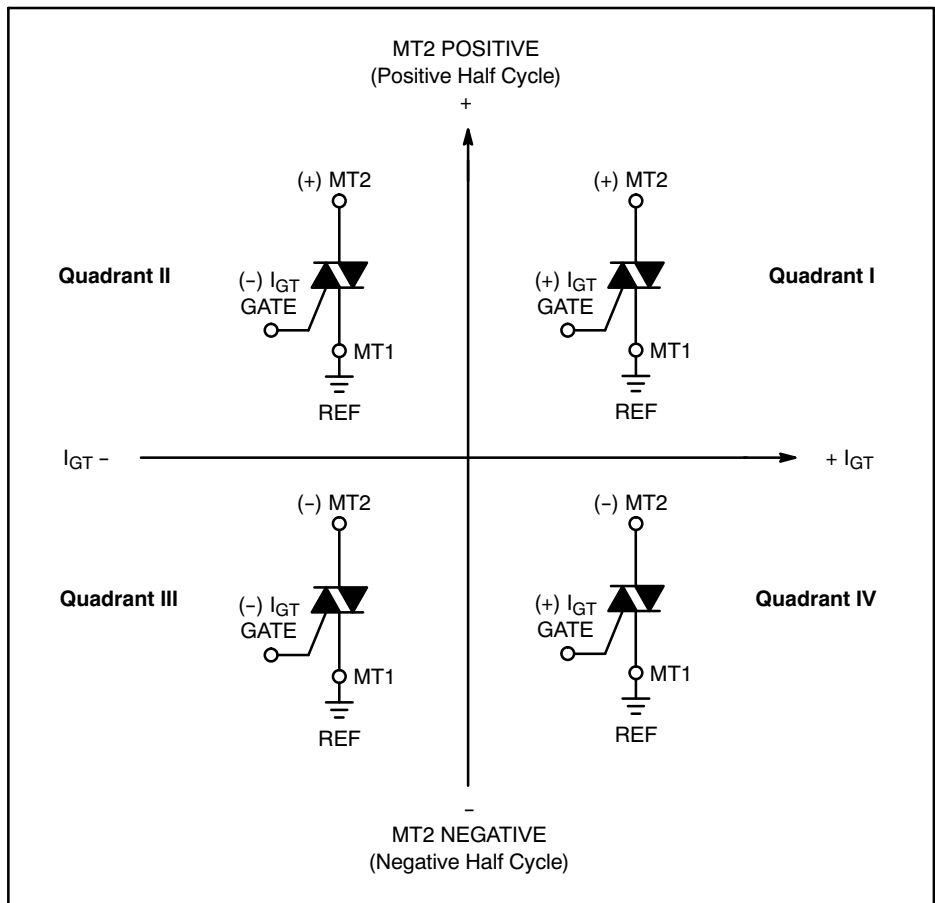 MT2 POSITIVE
(Positive Half Cycle)
+
(+) MT2
(+) MT2
Quadrant II
(–) IGT
GATE
(+) IGT
GATE
Quadrant I
MT1
MT1
REF
REF
IGT –
+ IGT
(–) MT2
(–) MT2
Quadrant III
(–) IGT
GATE
(+) IGT
GATE
Quadrant IV
MT1
MT1
REF
REF
–
MT2 NEGATIVE
(Negative Half Cycle)